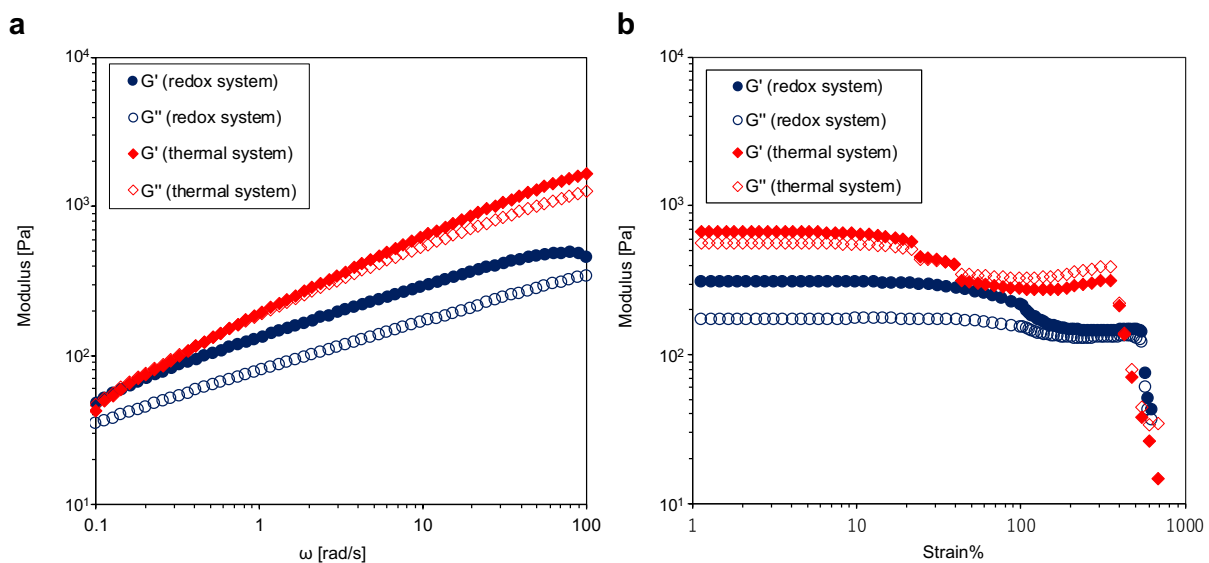 a
10⁴
10³
10²
10¹
Modulus [Pa]
G' (redox system)
G'' (redox system)
G' (thermal system)
G'' (thermal system)
0.1
1
10
100
ω [rad/s]
b
10⁴
10³
10²
10¹
Modulus [Pa]
G' (redox system)
G'' (redox system)
G' (thermal system)
G'' (thermal system)
1
10
100
1000
Strain%